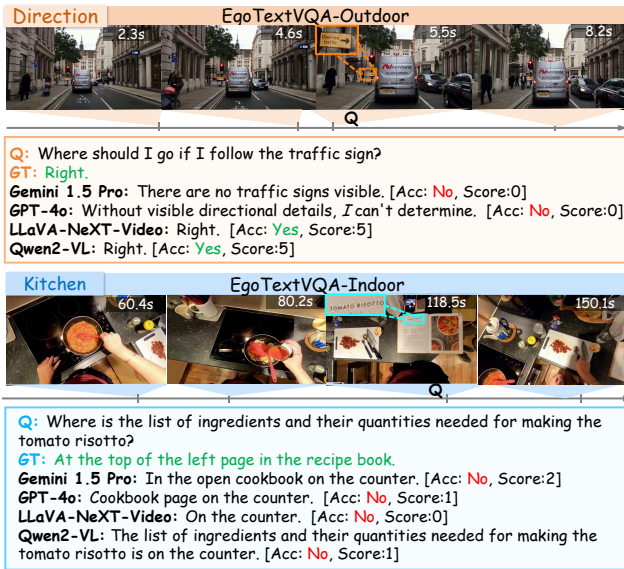 Direction
EgoTextVQA-Outdoor
2.3s
4.6s
5.5s
8.2s
Q
Q: Where should I go if I follow the traffic sign?
GT: Right.
Gemini 1.5 Pro: There are no traffic signs visible. [Acc: No, Score:0]
GPT-4o: Without visible directional details, I can't determine. [Acc: No, Score:0]
LLaVA-NeXT-Video: Right. [Acc: Yes, Score:5]
Qwen2-VL: Right. [Acc: Yes, Score:5]
Kitchen
EgoTextVQA-Indoor
60.4s
80.2s
TOMATO RISOTTO
118.5s
150.1s
Q
Q: Where is the list of ingredients and their quantities needed for making the
tomato risotto?
GT: At the top of the left page in the recipe book.
Gemini 1.5 Pro: In the open cookbook on the counter. [Acc: No, Score:2]
GPT-4o: Cookbook page on the counter. [Acc: No, Score:1]
LLaVA-NeXT-Video: On the counter. [Acc: No, Score:0]
Qwen2-VL: The list of ingredients and their quantities needed for making the
tomato risotto is on the counter. [Acc: No, Score:1]